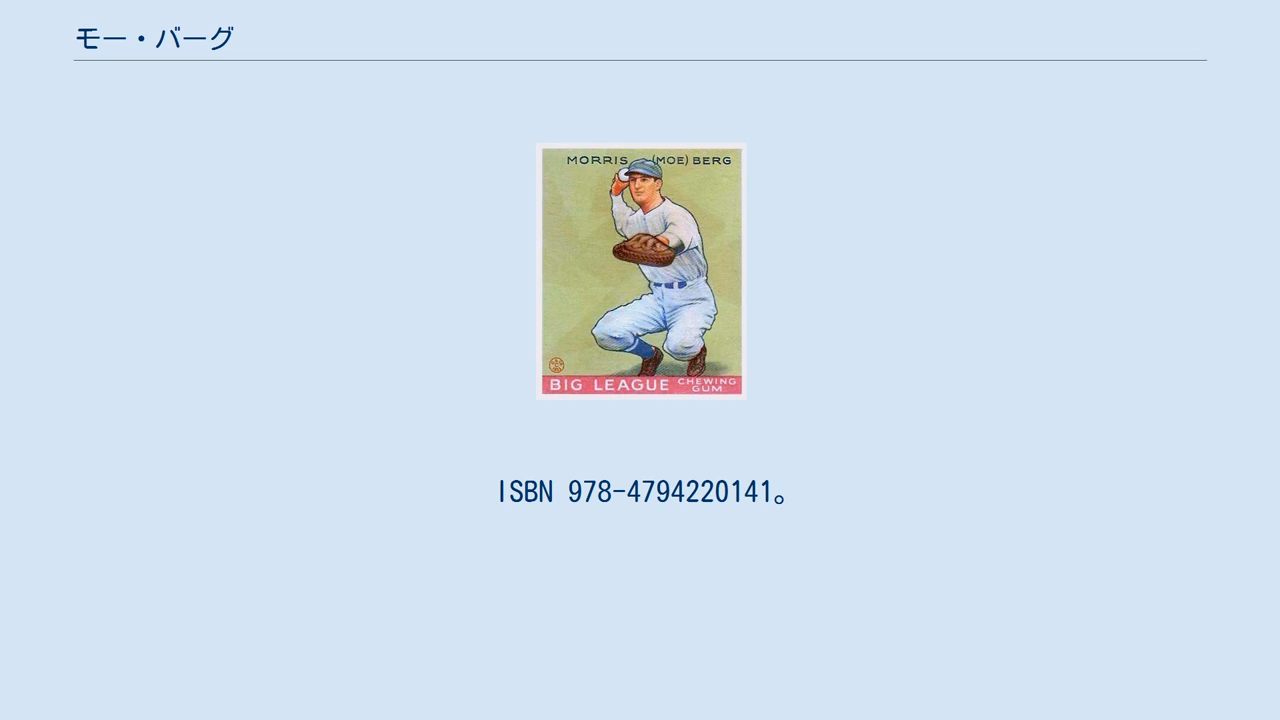 モー・バーグ
MORRIS (MOE) BERG
BIG LEAGUE CHEWING GUM
ISBN 978-4794220141。